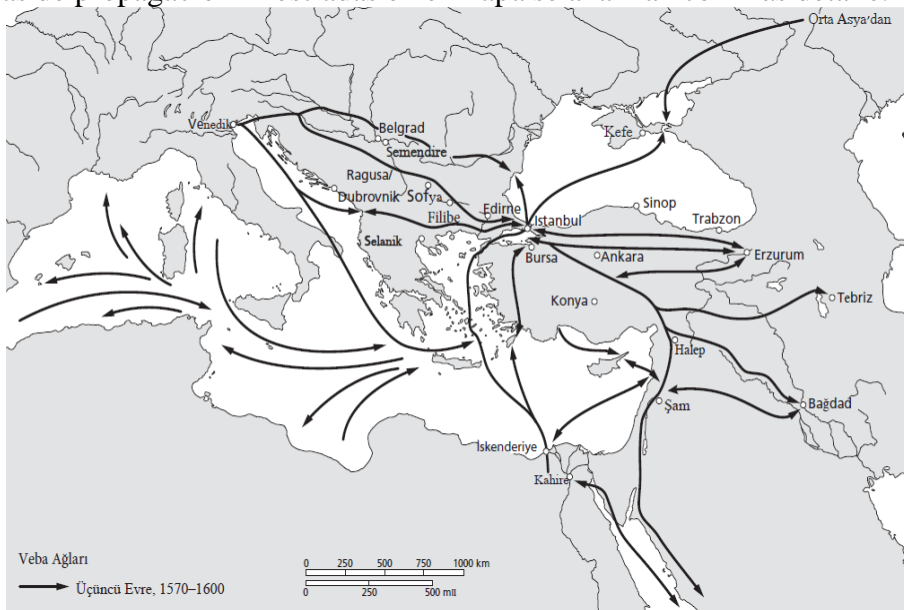 Orta Asya'dan
Venedik
Belgrad
Semendire
Kefe
Ragusa/
Dubrovnik
Sofya
Filibe
Edirne
İstanbul
Sinop
Trabzon
Selanik
Bursa
Ankara
Erzurum
Konya
Tebriz
Halep
Şam
Bağdad
İskenderiye
Kahire
Veba Ağları
Üçüncü Evre, 1570–1600
0 250 500 750 1000 km
0 250 500 mil